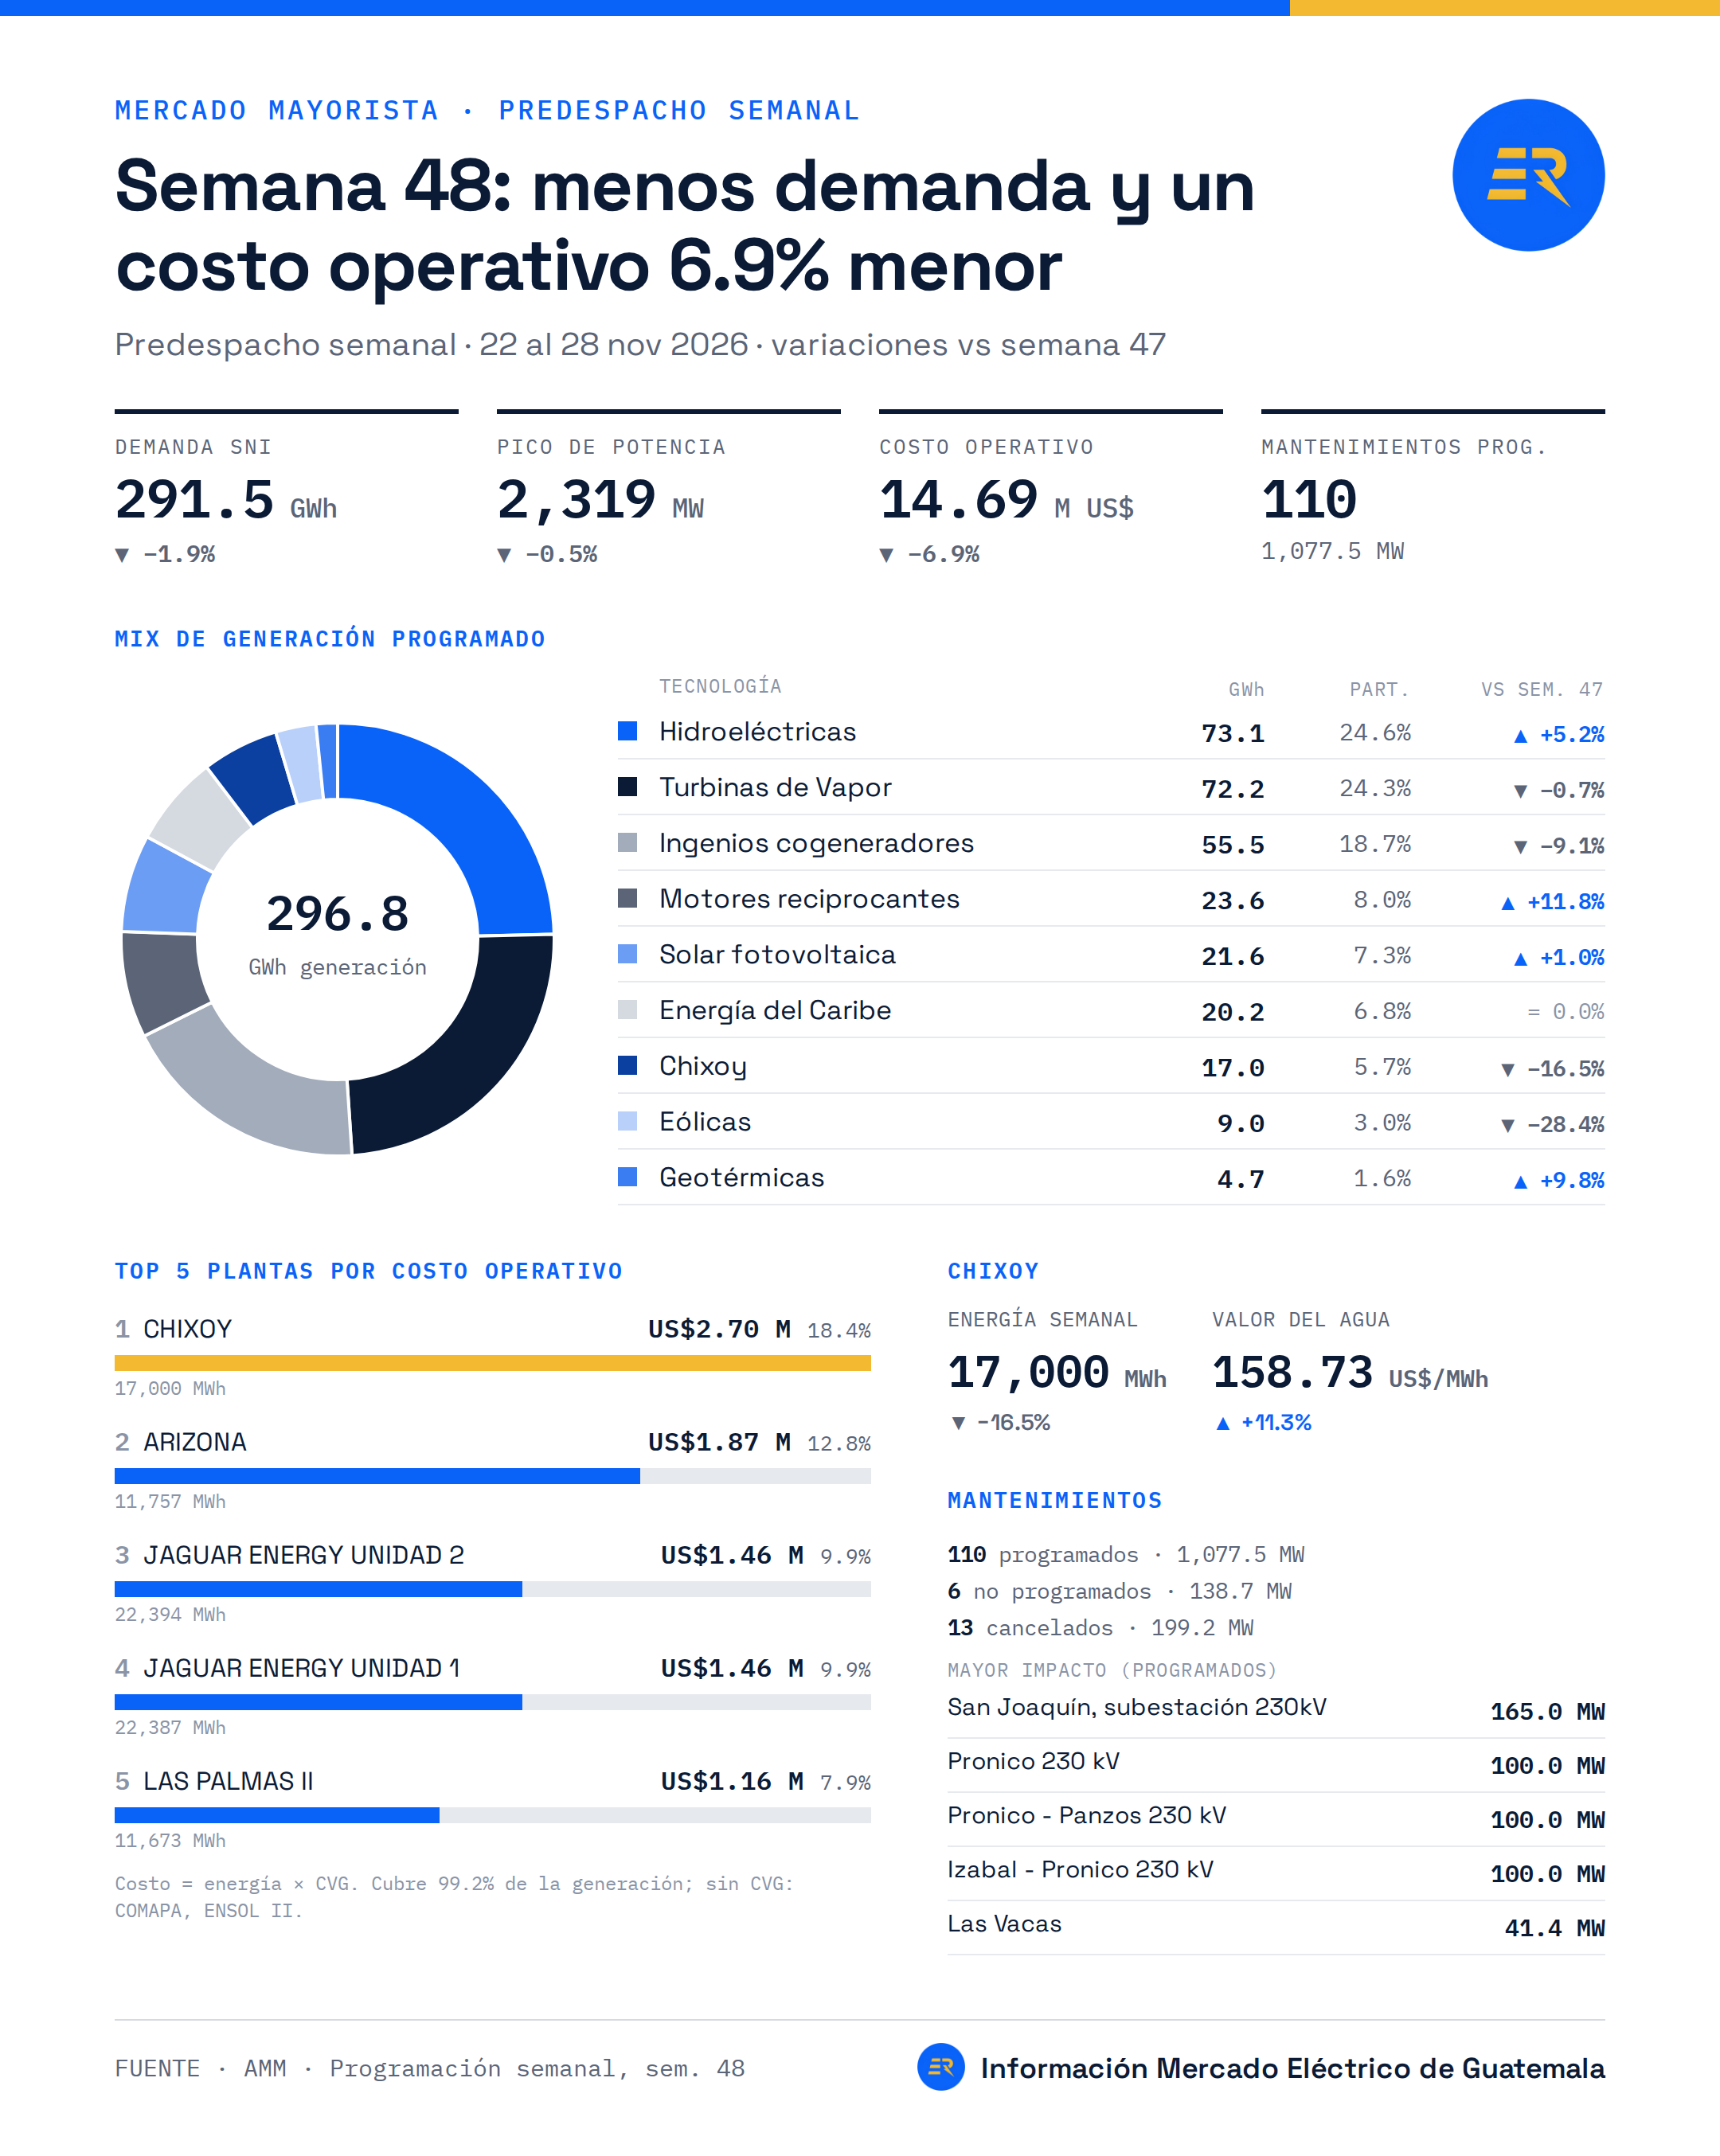 MERCADO MAYORISTA · PREDESPACHO SEMANAL
ER
Semana 48: menos demanda y un
costo operativo 6.9% menor
Predespacho semanal · 22 al 28 nov 2026 · variaciones vs semana 47
DEMANDA SNI
291.5 GWh
▼ −1.9%
PICO DE POTENCIA
2,319 MW
▼ −0.5%
COSTO OPERATIVO
14.69 M US$
▼ −6.9%
MANTENIMIENTOS PROG.
110
1,077.5 MW
MIX DE GENERACIÓN PROGRAMADO
296.8
GWh generación
TECNOLOGÍA GWh PART. VS SEM. 47
Hidroeléctricas 73.1 24.6% ▲ +5.2%
Turbinas de Vapor 72.2 24.3% ▼ −0.7%
Ingenios cogeneradores 55.5 18.7% ▼ −9.1%
Motores reciprocantes 23.6 8.0% ▲ +11.8%
Solar fotovoltaica 21.6 7.3% ▲ +1.0%
Energía del Caribe 20.2 6.8% = 0.0%
Chixoy 17.0 5.7% ▼ −16.5%
Eólicas 9.0 3.0% ▼ −28.4%
Geotérmicas 4.7 1.6% ▲ +9.8%
TOP 5 PLANTAS POR COSTO OPERATIVO
1 CHIXOY US$2.70 M 18.4%
17,000 MWh
2 ARIZONA US$1.87 M 12.8%
11,757 MWh
3 JAGUAR ENERGY UNIDAD 2 US$1.46 M 9.9%
22,394 MWh
4 JAGUAR ENERGY UNIDAD 1 US$1.46 M 9.9%
22,387 MWh
5 LAS PALMAS II US$1.16 M 7.9%
11,673 MWh
Costo = energía × CVG. Cubre 99.2% de la generación; sin CVG:
COMAPA, ENSOL II.
CHIXOY
ENERGÍA SEMANAL
17,000 MWh
▼ −16.5%
VALOR DEL AGUA
158.73 US$/MWh
▲ +11.3%
MANTENIMIENTOS
110 programados · 1,077.5 MW
6 no programados · 138.7 MW
13 cancelados · 199.2 MW
MAYOR IMPACTO (PROGRAMADOS)
San Joaquín, subestación 230kV 165.0 MW
Pronico 230 kV 100.0 MW
Pronico - Panzos 230 kV 100.0 MW
Izabal - Pronico 230 kV 100.0 MW
Las Vacas 41.4 MW
FUENTE · AMM · Programación semanal, sem. 48
ER Información Mercado Eléctrico de Guatemala